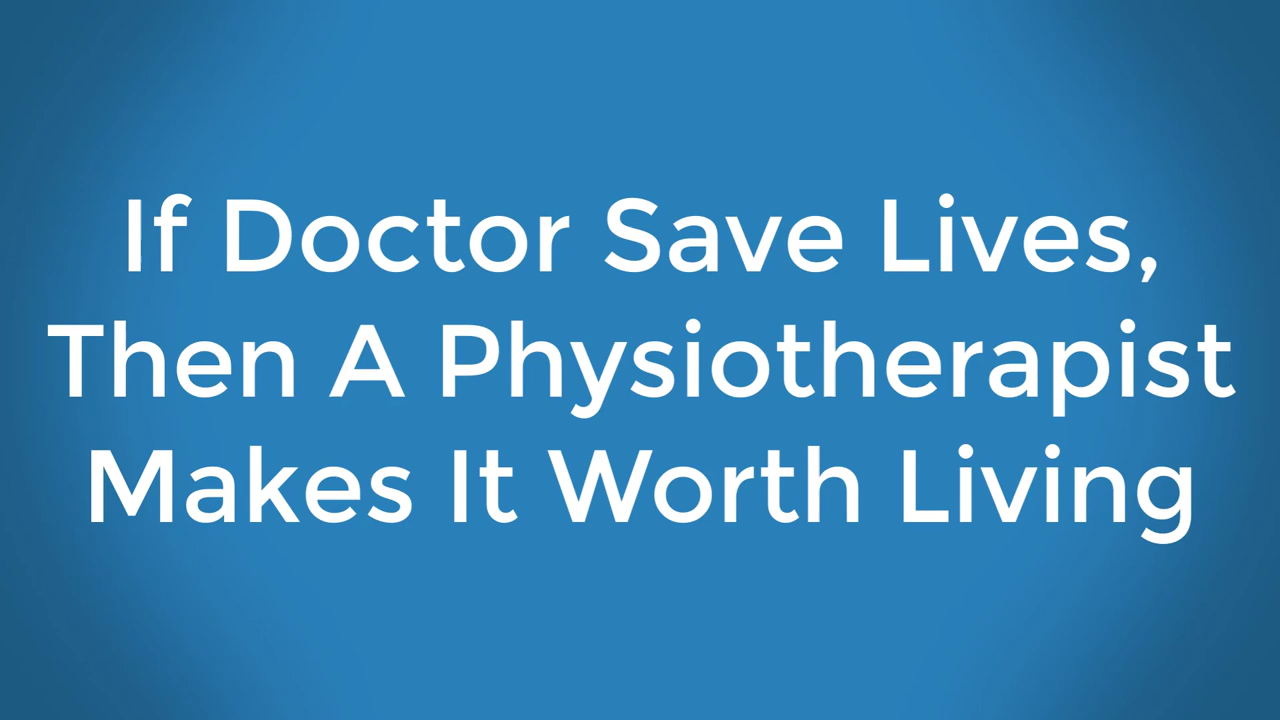 If Doctor Save Lives,
Then A Physiotherapist
Makes It Worth Living